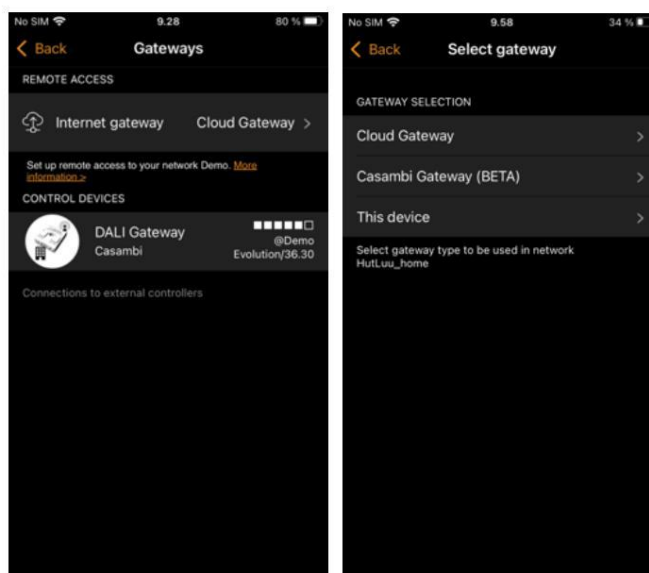 No SIM 9.28 80 %
Back Gateways
REMOTE ACCESS
Internet gateway Cloud Gateway >
Set up remote access to your network Demo. More
information >
CONTROL DEVICES
DALI Gateway
Casambi
@Demo
Evolution/36.30
Connections to external controllers
No SIM 9.58 34 %
Back Select gateway
GATEWAY SELECTION
Cloud Gateway >
Casambi Gateway (BETA) >
This device >
Select gateway type to be used in network
HutLuu_home